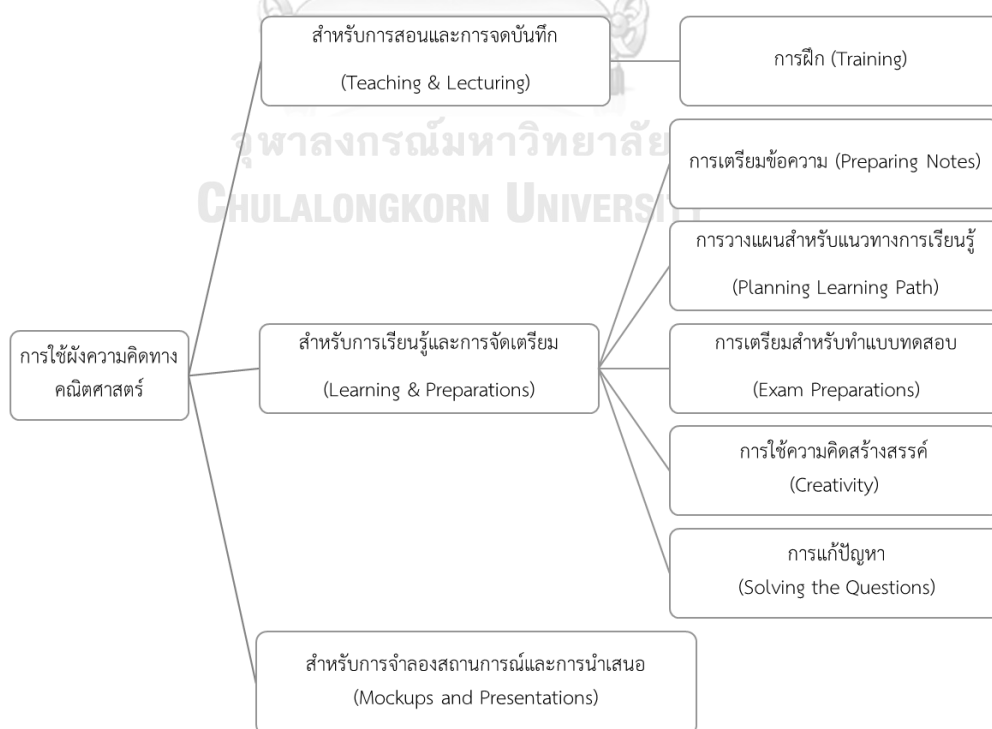 สำหรับการสอนและการจดบันทึก
(Teaching & Lecturing)
การฝึก (Training)
จุฬาลงกรณ์มหาวิทยาลัย
CHULALONGKORN UNIVERSITY
การใช้ผังความคิดทาง
คณิตศาสตร์
สำหรับการเรียนรู้และการจัดเตรียม
(Learning & Preparations)
การเตรียมข้อความ (Preparing Notes)
การวางแผนสำหรับแนวทางการเรียนรู้
(Planning Learning Path)
การเตรียมสำหรับทำแบบทดสอบ
(Exam Preparations)
การใช้ความคิดสร้างสรรค์
(Creativity)
การแก้ปัญหา
(Solving the Questions)
สำหรับการจำลองสถานการณ์และการนำเสนอ
(Mockups and Presentations)